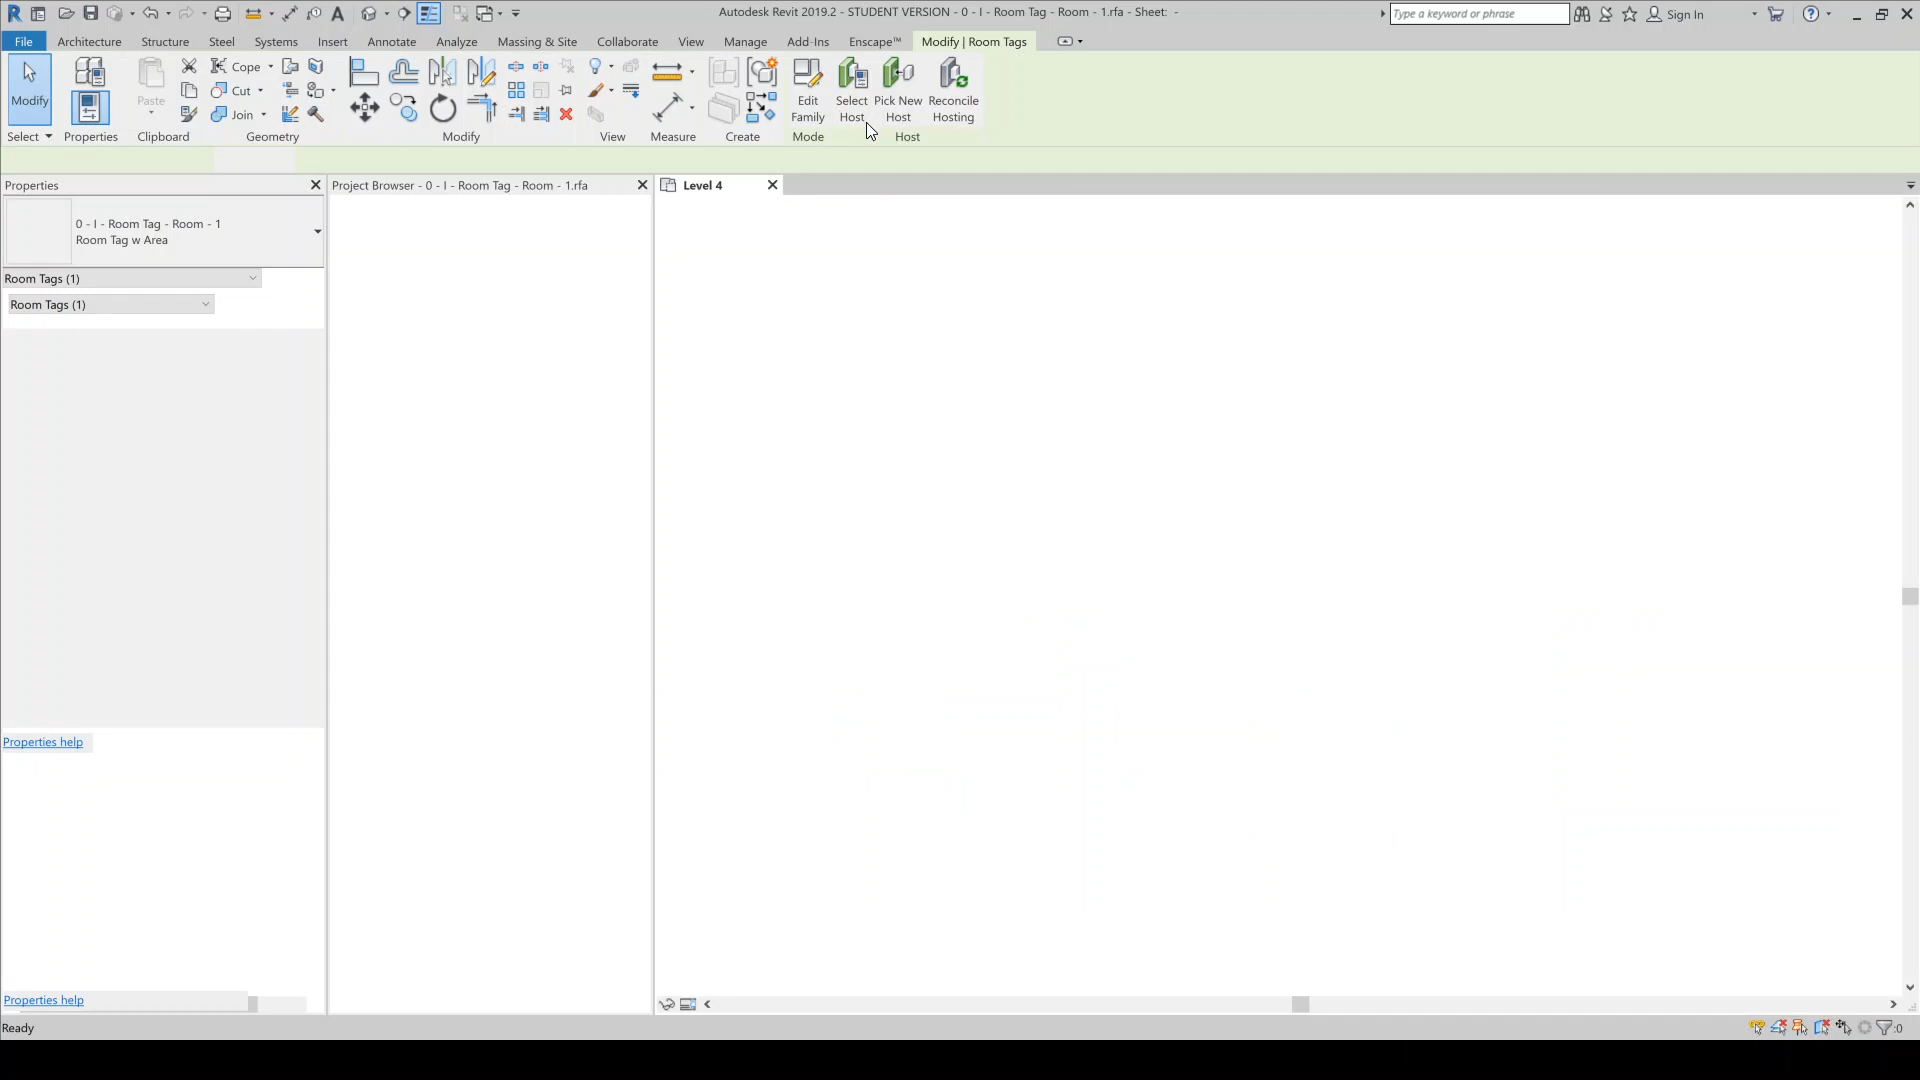 Autodesk Revit 2019.2 - STUDENT VERSION - 0 - I - Room Tag - Room - 1.rfa - Sheet: -
Type a keyword or phrase
Sign In
File Architecture Structure Steel Systems Insert Annotate Analyze Massing & Site Collaborate View Manage Add-Ins Enscape™ Modify | Room Tags
Cope
Modify
Paste
Cut
Edit Family
Select Host
Pick New Host
Reconcile Hosting
Join
Select Properties Clipboard Geometry Modify View Measure Create Mode Host
Properties
Project Browser - 0 - I - Room Tag - Room - 1.rfa
Level 4
0 - I - Room Tag - Room - 1
Room Tag w Area
Room Tags (1)
Room Tags (1)
Properties help
Properties help
Ready
:0